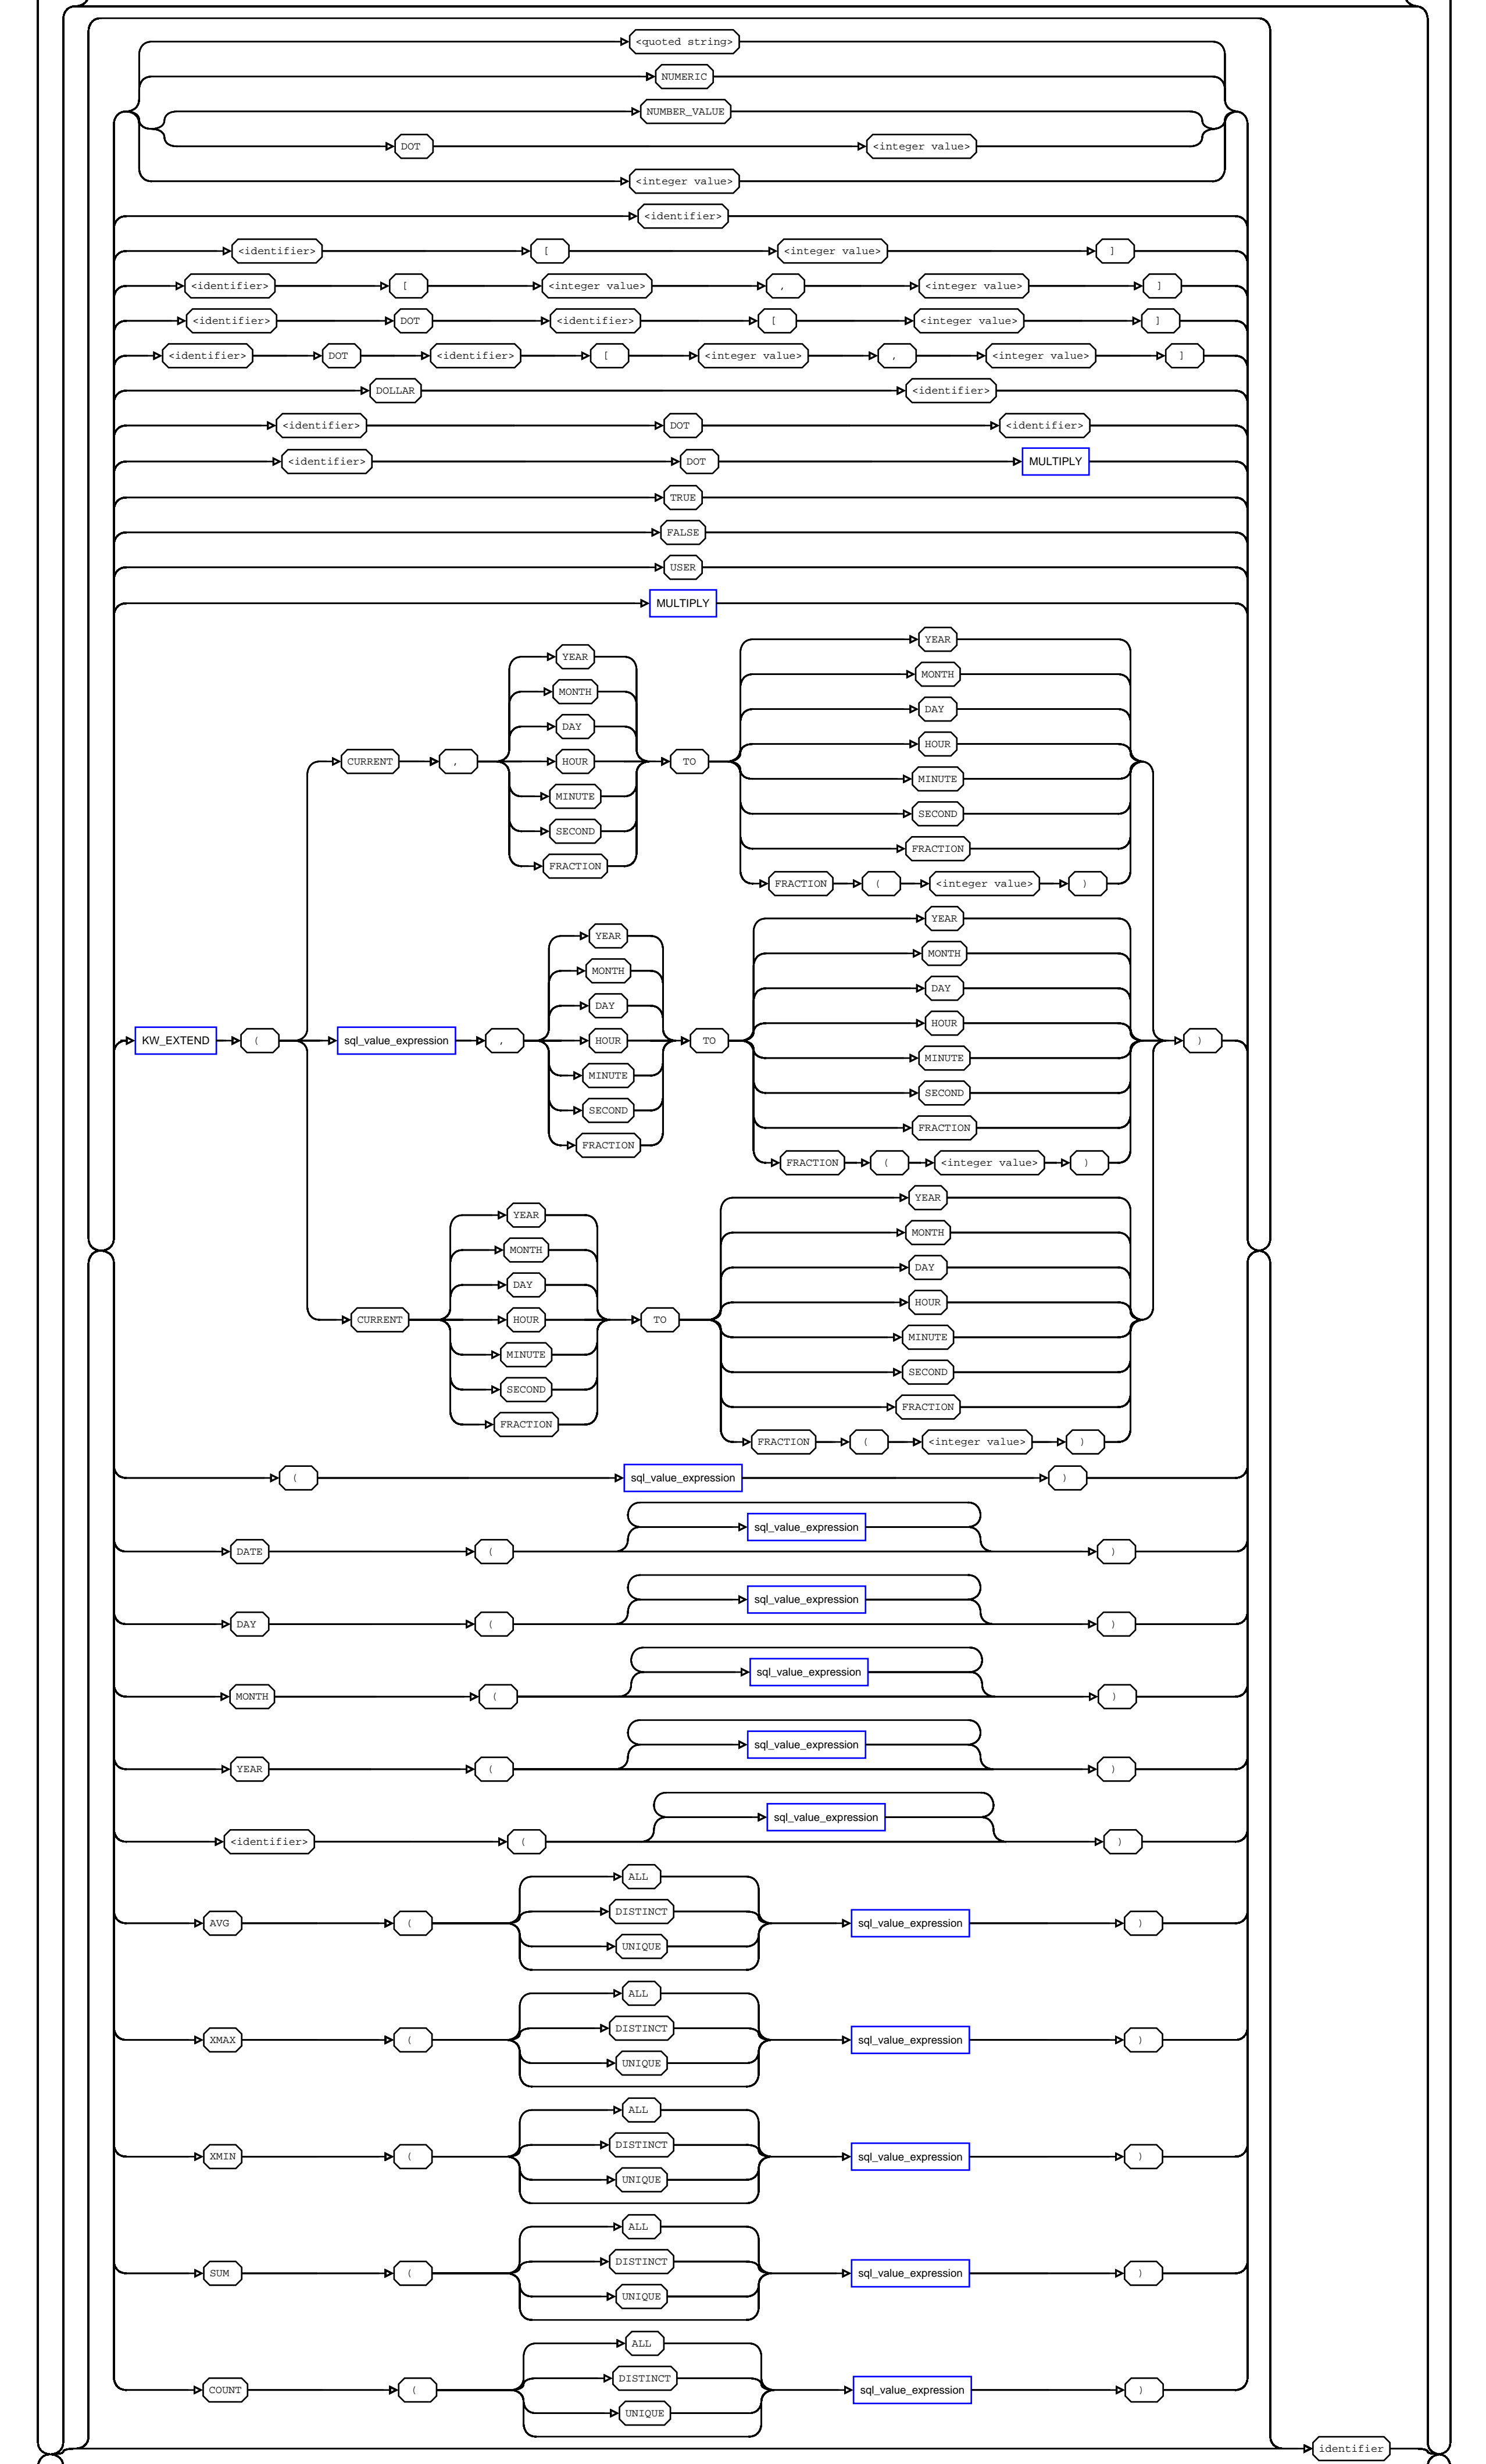 <quoted string>
NUMERIC
NUMBER_VALUE
DOT <integer value>
<integer value>
<identifier>
<identifier> [ <integer value> ]
<identifier> [ <integer value> , <integer value> ]
<identifier> DOT <identifier> [ <integer value> ]
<identifier> DOT <identifier> [ <integer value> , <integer value> ]
DOLLAR <identifier>
<identifier> DOT <identifier>
<identifier> DOT MULTIPLY
TRUE
FALSE
USER
MULTIPLY
YEAR
YEAR
MONTH
MONTH
DAY
DAY
HOUR
CURRENT , HOUR TO
MINUTE
MINUTE
SECOND
SECOND
FRACTION
FRACTION
FRACTION ( <integer value> )
YEAR
YEAR
MONTH
MONTH
DAY
DAY
HOUR
KW_EXTEND ( sql_value_expression , HOUR TO )
MINUTE
MINUTE
SECOND
SECOND
FRACTION
FRACTION
FRACTION ( <integer value> )
YEAR
YEAR
MONTH
MONTH
DAY
DAY
HOUR
CURRENT HOUR TO
MINUTE
MINUTE
SECOND
SECOND
FRACTION
FRACTION
FRACTION ( <integer value> )
( sql_value_expression )
sql_value_expression
DATE ( )
sql_value_expression
DAY ( )
sql_value_expression
MONTH ( )
sql_value_expression
YEAR ( )
sql_value_expression
<identifier> ( )
ALL
DISTINCT
AVG ( sql_value_expression )
UNIQUE
ALL
DISTINCT
XMAX ( sql_value_expression )
UNIQUE
ALL
DISTINCT
XMIN ( sql_value_expression )
UNIQUE
ALL
DISTINCT
SUM ( sql_value_expression )
UNIQUE
ALL
DISTINCT
COUNT ( sql_value_expression )
UNIQUE
identifier